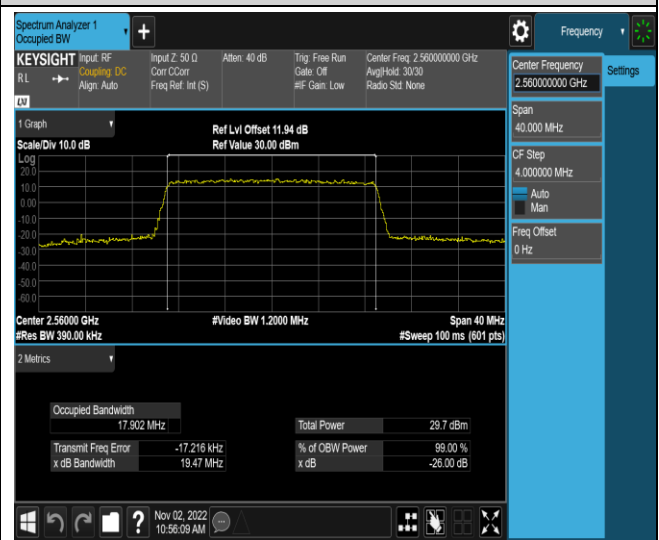 Spectrum Analyzer 1
Occupied BW
Frequency
KEYSIGHT
RL
LXI
Input: RF
Coupling: DC
Align: Auto
Input Z: 50 Ω
Corr CCorr
Freq Ref: Int (S)
Atten: 40 dB
Trig: Free Run
Gate: Off
#IF Gain: Low
Center Freq: 2.560000000 GHz
Avg|Hold: 30/30
Radio Std: None
Center Frequency
2.560000000 GHz
Settings
Span
40.000 MHz
CF Step
4.000000 MHz
Auto
Man
Freq Offset
0 Hz
1 Graph
Scale/Div 10.0 dB
Ref Lvl Offset 11.94 dB
Ref Value 30.00 dBm
Log
20.0
10.0
0.00
-10.0
-20.0
-30.0
-40.0
-50.0
-60.0
Center 2.56000 GHz
#Res BW 390.00 kHz
#Video BW 1.2000 MHz
Span 40 MHz
#Sweep 100 ms (601 pts)
2 Metrics
Occupied Bandwidth
17.902 MHz
Total Power 29.7 dBm
Transmit Freq Error -17.216 kHz
% of OBW Power 99.00 %
x dB Bandwidth 19.47 MHz
x dB -26.00 dB
?
Nov 02, 2022
10:56:09 AM